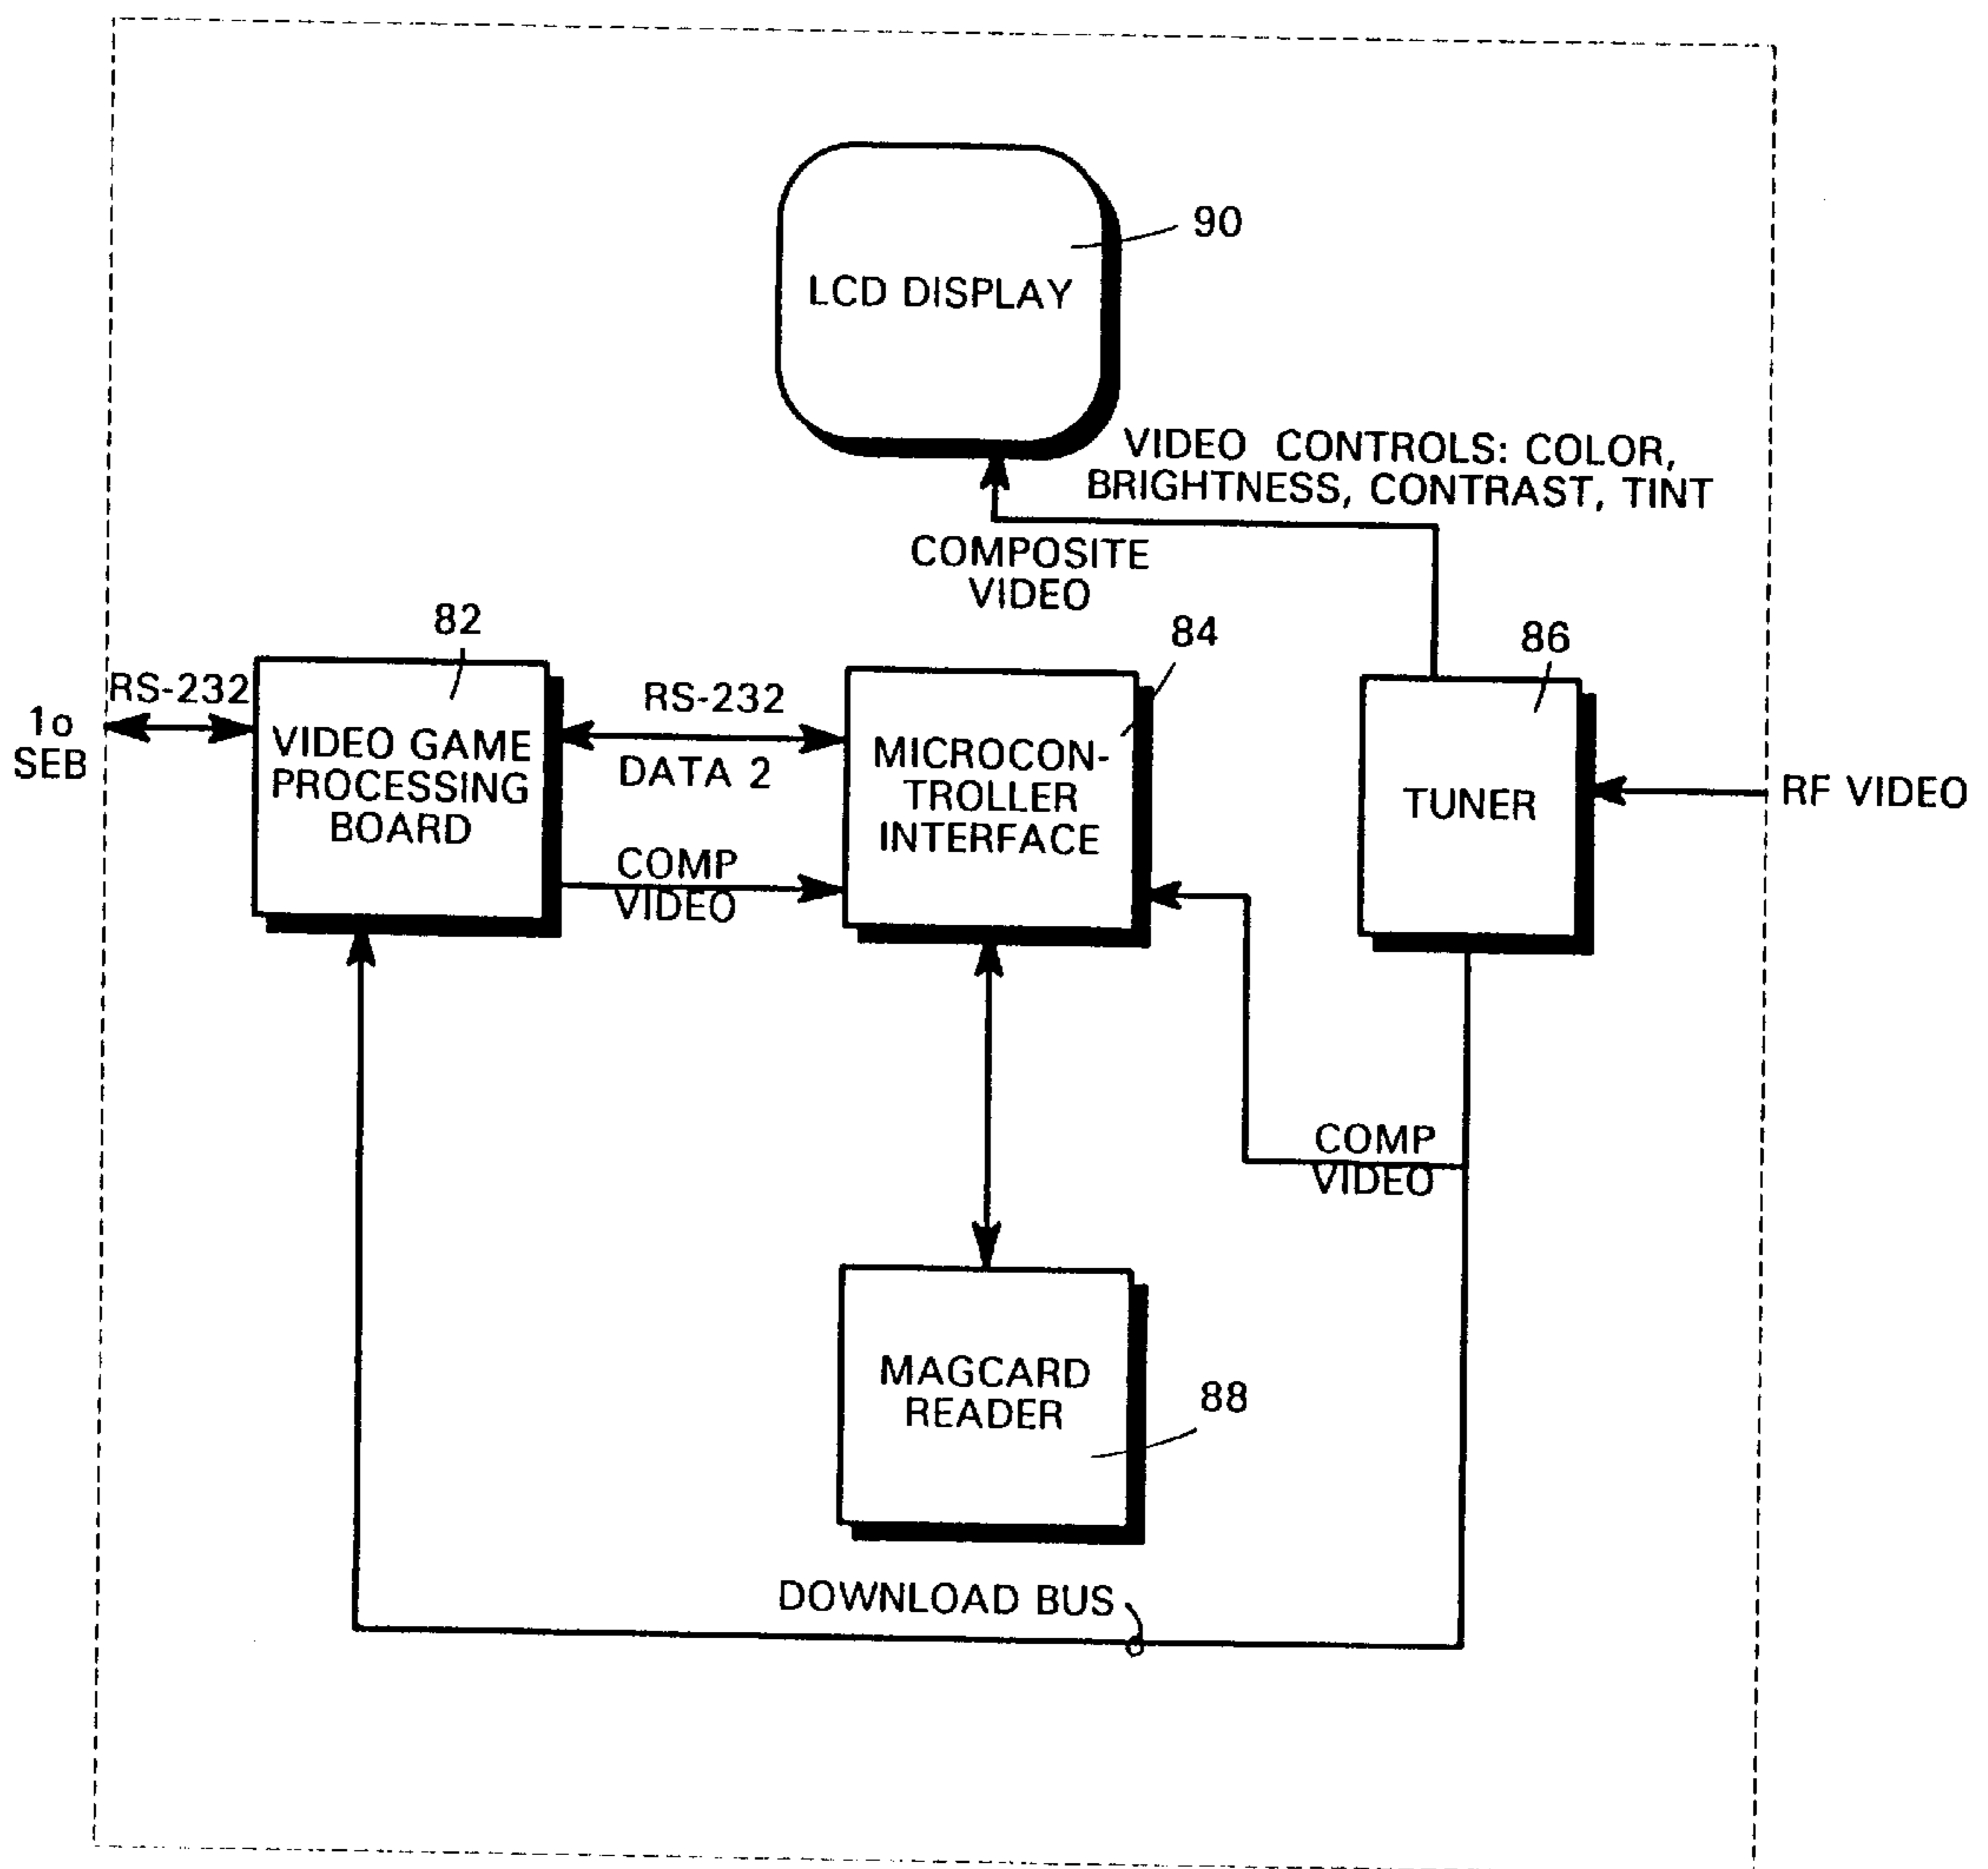 90
LCD DISPLAY
VIDEO CONTROLS: COLOR,
BRIGHTNESS, CONTRAST, TINT
COMPOSITE
VIDEO
82
84
86
RS-232
1o
SEB
VIDEO GAME
PROCESSING
BOARD
RS-232
DATA 2
COMP
VIDEO
MICROCON-
TROLLER
INTERFACE
TUNER
RF VIDEO
COMP
VIDEO
MAGCARD
READER
88
DOWNLOAD BUS